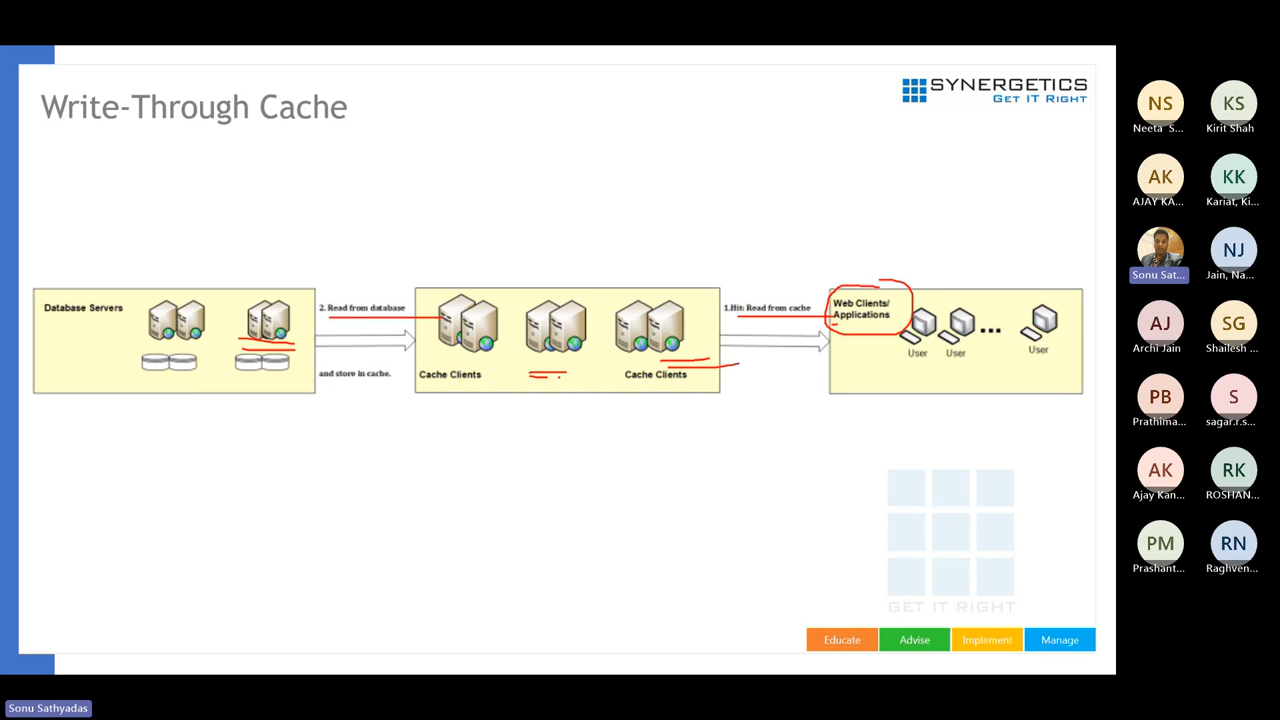 Write-Through Cache
SYNERGETICS
GET IT RIGHT
Database Servers
2. Read from database
and store in cache.
Cache Clients
Cache Clients
1.Hit: Read from cache
Web Clients/
Applications
User
User
User
GET IT RIGHT
Educate
Advise
Implement
Manage
NS
Neeta S...
KS
Kirit Shah
AK
AJAY KA...
KK
Kariat, Ki...
Sonu Sat...
NJ
Jain, Na...
AJ
Archi Jain
SG
Shailesh ...
PB
Prathima...
S
sagar.r.s...
AK
Ajay Kan...
RK
ROSHAN...
PM
Prashant...
RN
Raghven...
Sonu Sathyadas